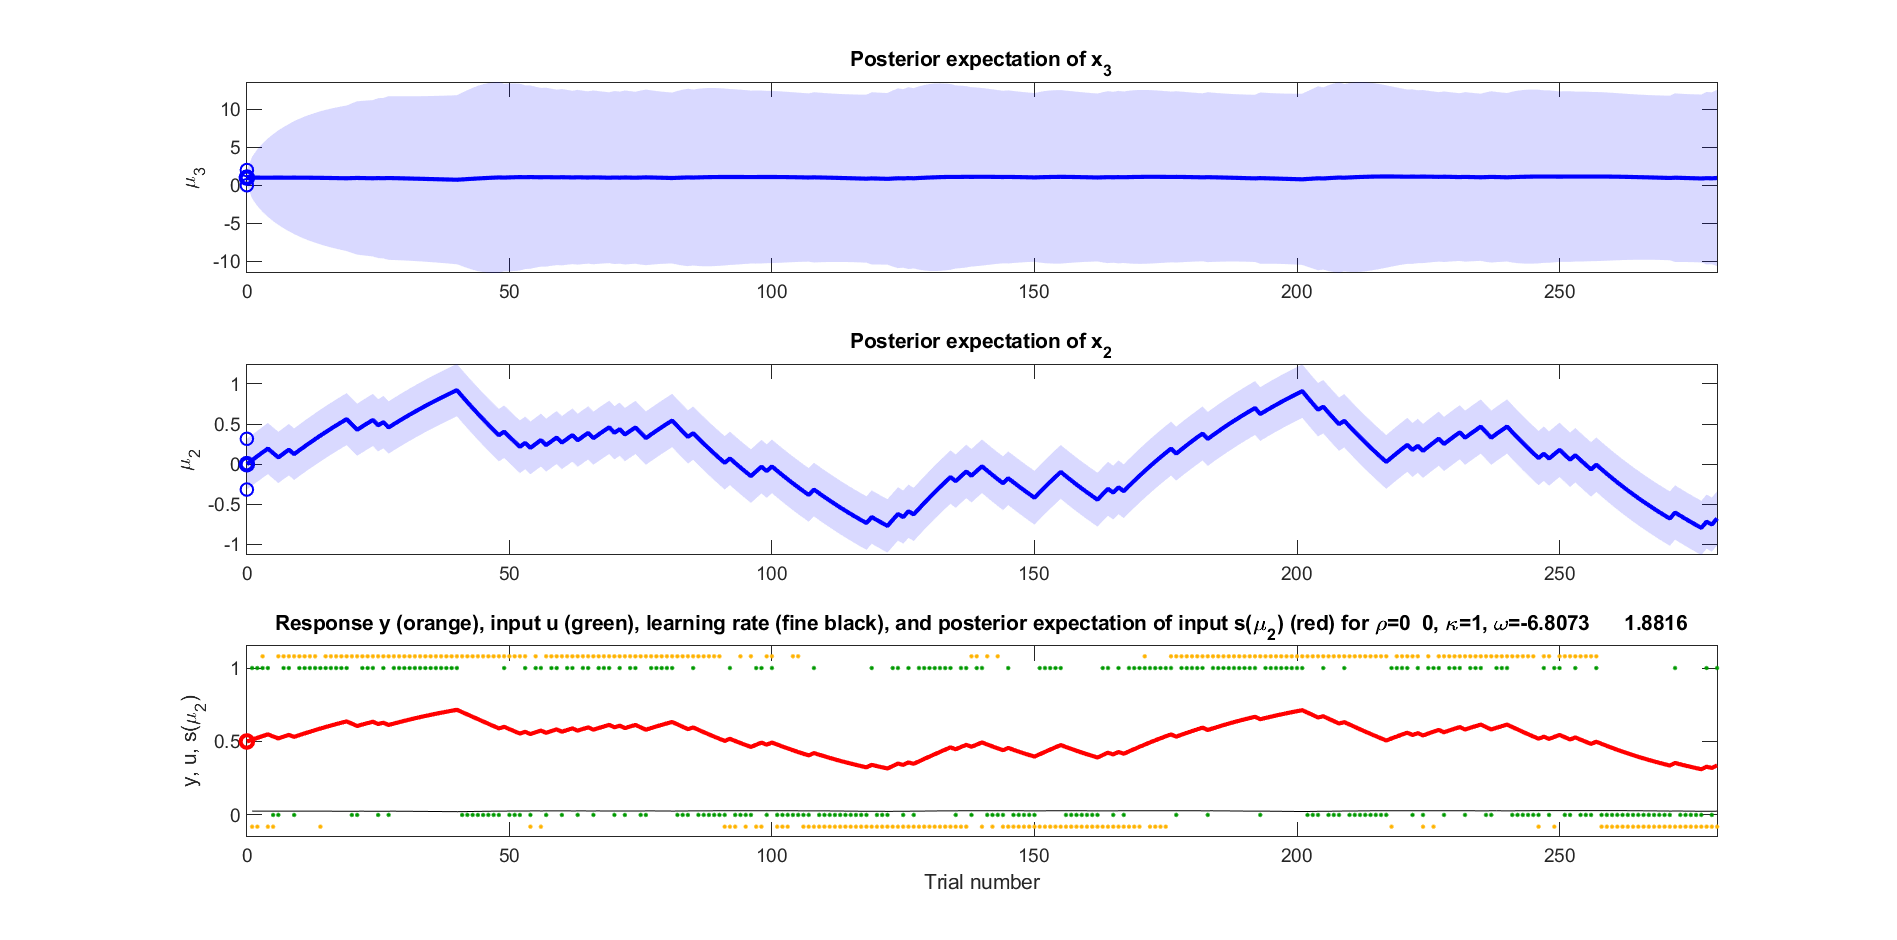 Posterior expectation of x3
10
5
0
-5
-10
μ3
0 50 100 150 200 250
Posterior expectation of x2
1
0.5
0
-0.5
-1
μ2
0 50 100 150 200 250
Response y (orange), input u (green), learning rate (fine black), and posterior expectation of input s(μ2) (red) for ρ=0 0, κ=1, ω=-6.8073 1.8816
1
0.5
0
y, u, s(μ2)
0 50 100 150 200 250
Trial number